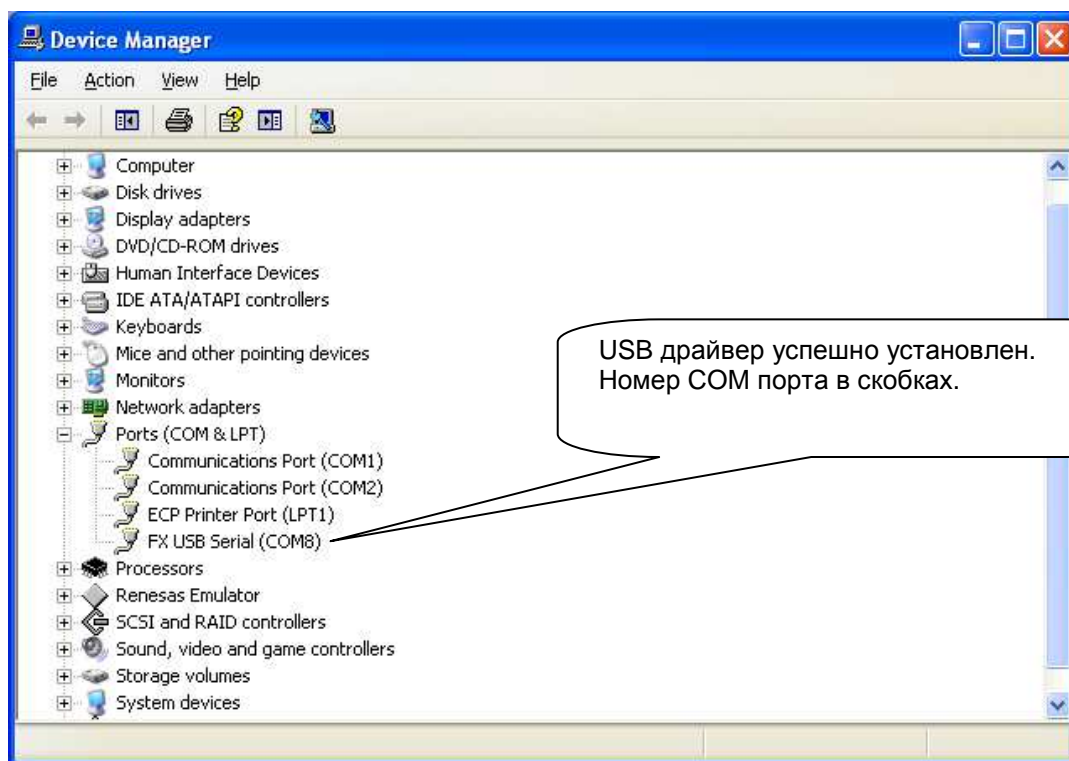 Device Manager
File Action View Help
Computer
Disk drives
Display adapters
DVD/CD-ROM drives
Human Interface Devices
IDE ATA/ATAPI controllers
Keyboards
Mice and other pointing devices
Monitors
Network adapters
Ports (COM & LPT)
Communications Port (COM1)
Communications Port (COM2)
ECP Printer Port (LPT1)
FX USB Serial (COM8)
Processors
Renesas Emulator
SCSI and RAID controllers
Sound, video and game controllers
Storage volumes
System devices
USB драйвер успешно установлен.
Номер COM порта в скобках.